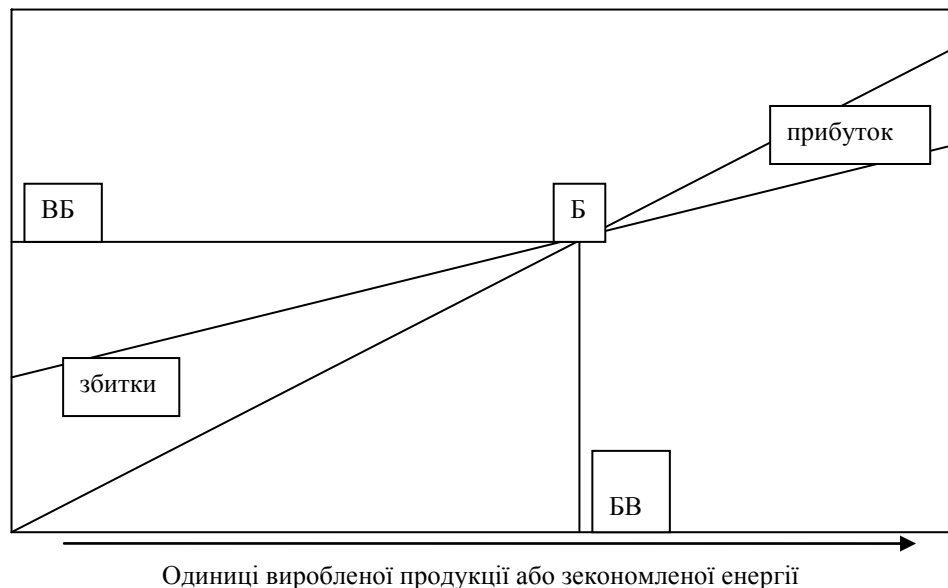 прибуток
ВБ
Б
збитки
БВ
Одиниці виробленої продукції або зекономленої енергії